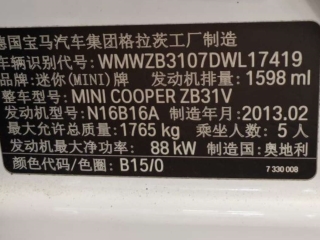 德国宝马汽车集团格拉茨工厂制造
车辆识别代号: WMWZB3107DWL17419
品牌: 迷你(MINI)牌 发动机排量: 1598 ml
整车型号: MINI COOPER ZB31V
发动机型号: N16B16A 制造年月: 2013.02
最大允许总质量: 1765 kg 乘坐人数: 5 人
发动机最大净功率: 88 kW 制造国: 奥地利
颜色代码/色圈: B15/0 7 330 008